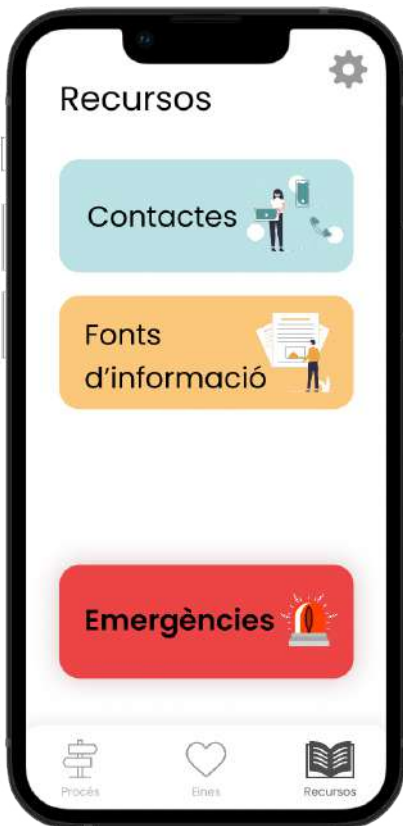 Recursos
Contactes
Fonts
d'informació
Emergències
Procés
Eines
Recursos